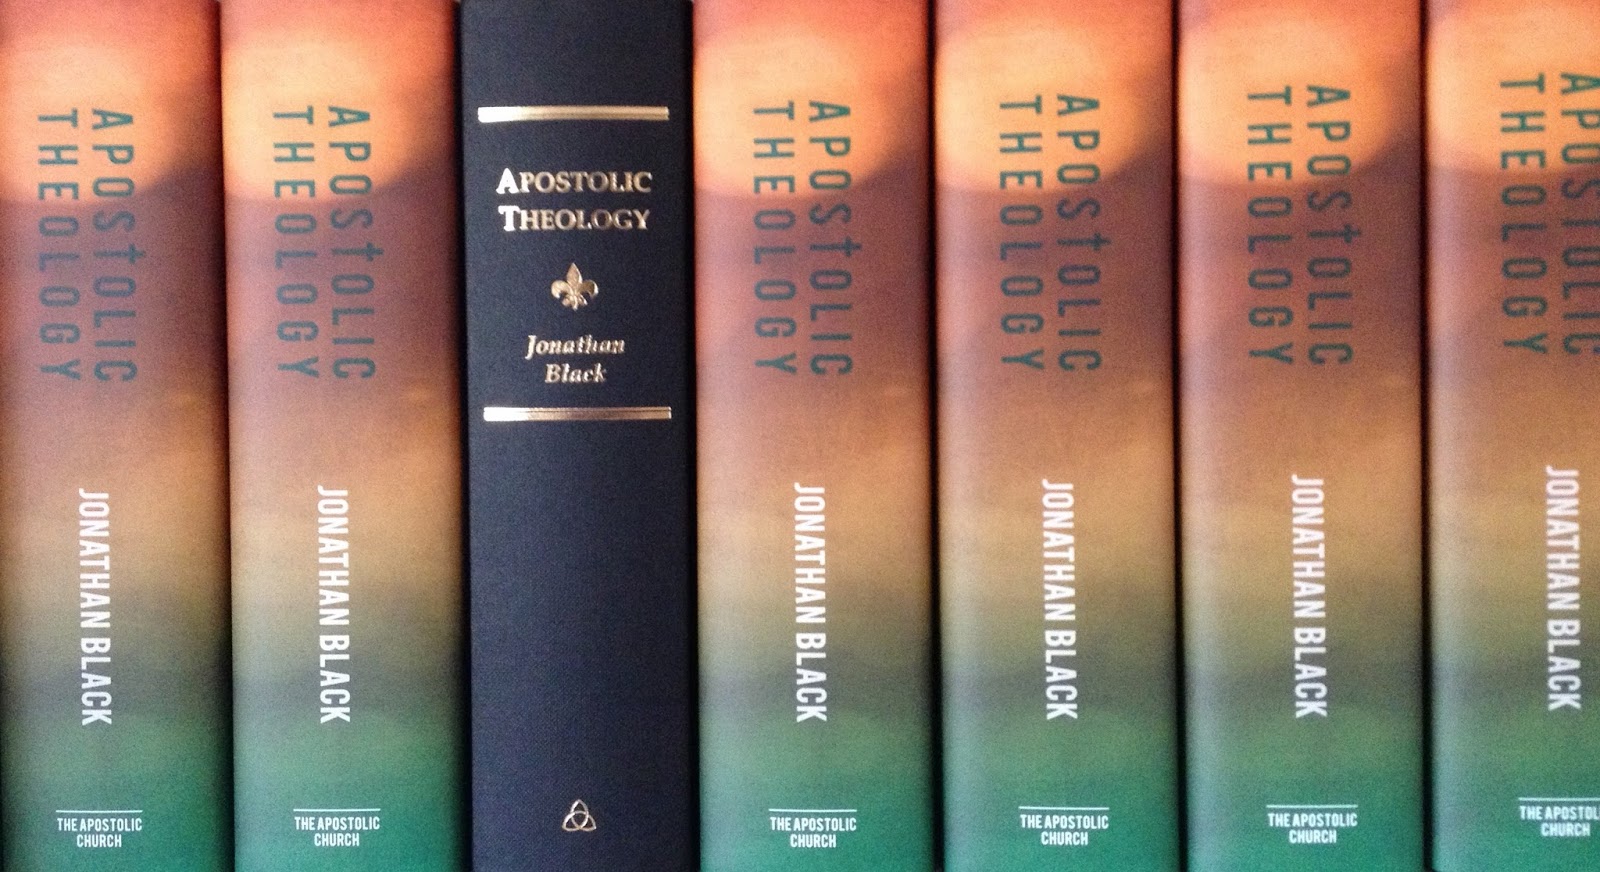 APOSTOLIC
THEOLOGY
JONATHAN BLACK
THE APOSTOLIC
CHURCH
APOSTOLIC
THEOLOGY
JONATHAN BLACK
THE APOSTOLIC
CHURCH
APOSTOLIC
THEOLOGY
Jonathan
Black
APOSTOLIC
THEOLOGY
JONATHAN BLACK
THE APOSTOLIC
CHURCH
APOSTOLIC
THEOLOGY
JONATHAN BLACK
THE APOSTOLIC
CHURCH
APOSTOLIC
THEOLOGY
JONATHAN BLACK
THE APOSTOLIC
CHURCH
APOSTOLIC
THEOLOGY
JONATHAN BLACK
THE APOSTOL
CHURCH